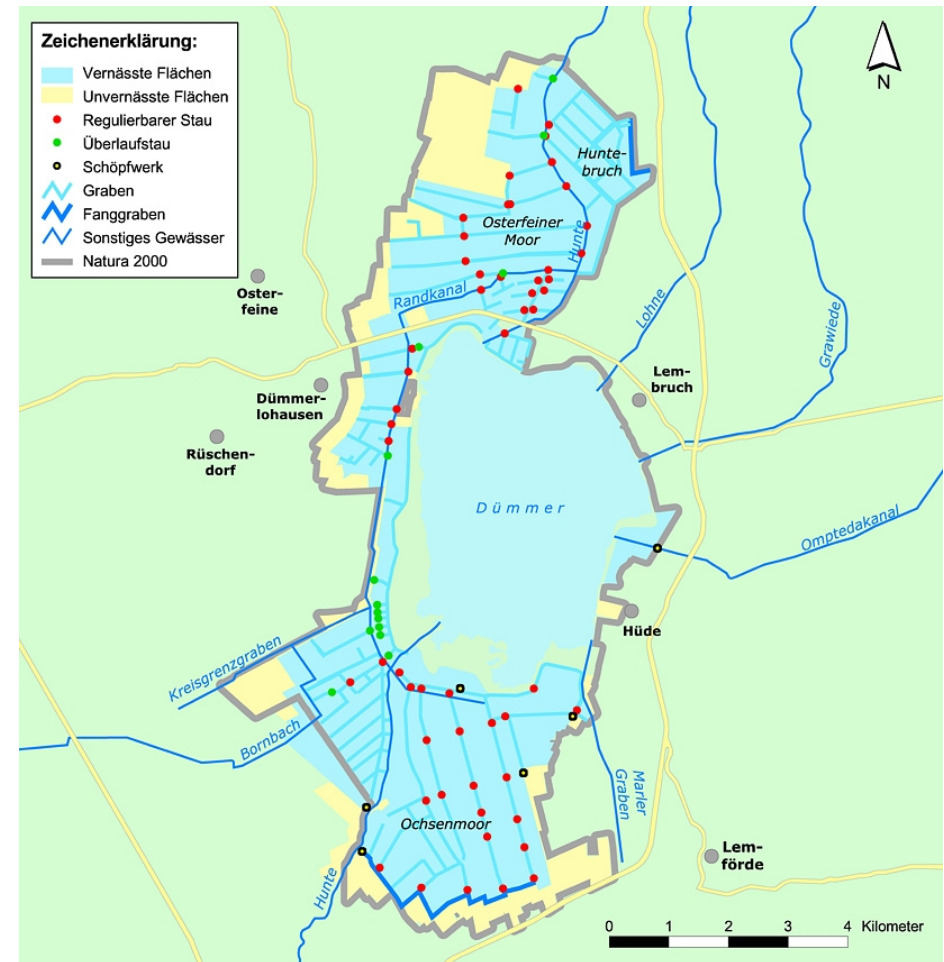 Zeichenerklärung:
Vernässte Flächen
Unvernässte Flächen
Regulierbarer Stau
Überlaufstau
Schöpfwerk
Graben
Fanggraben
Sonstiges Gewässer
Natura 2000
N
Hunte-
bruch
Osterfeiner
Moor
Hunte
Randkanal
Oster-
feine
Lohne
Grawiede
Lem-
bruch
Dümmer-
lohausen
Rüschen-
dorf
Dümmer
Omptedakanal
Hüde
Kreisgrenzgraben
Bornbach
Marler
Graben
Ochsenmoor
Lem-
förde
Hunte
0 1 2 3 4 Kilometer